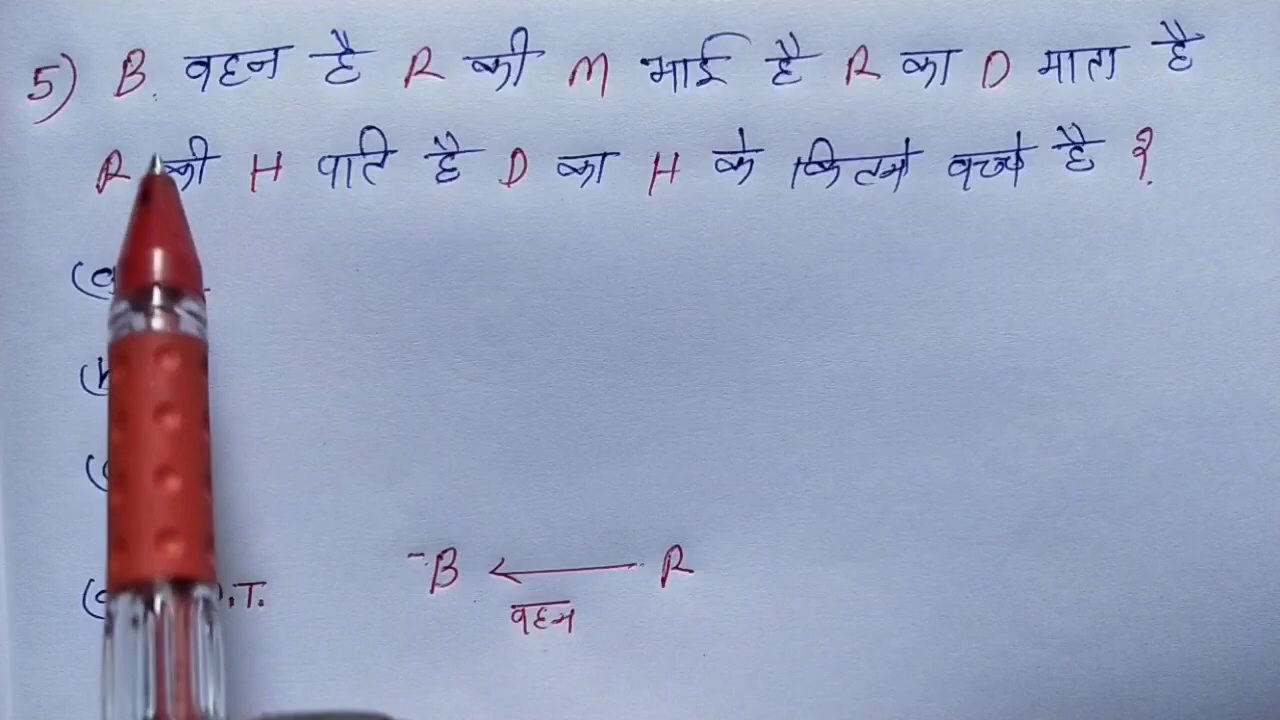 5) B. बहन है R की M भाई है R का D माता है
R की H पति है D का H के कितने बच्चे है ?
.T.
-B ← R
बहन